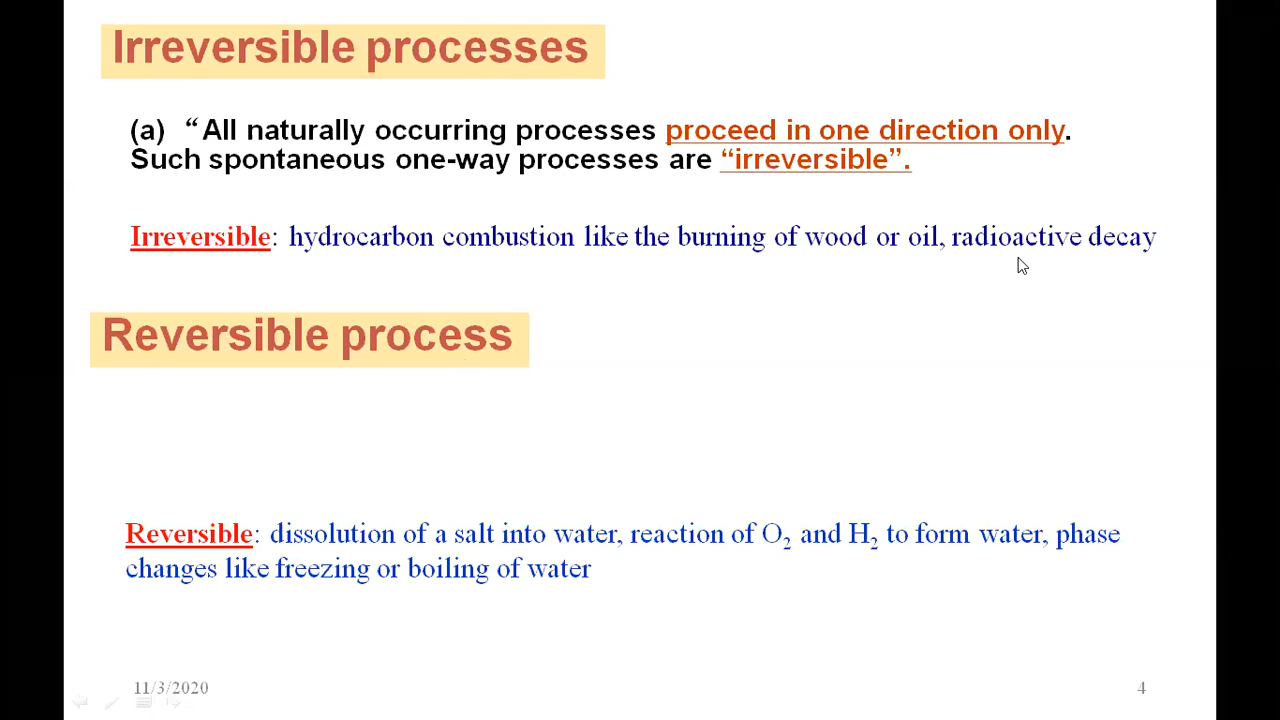 Irreversible processes
(a) “All naturally occurring processes proceed in one direction only.
Such spontaneous one-way processes are “irreversible”.
Irreversible: hydrocarbon combustion like the burning of wood or oil, radioactive decay
Reversible process
Reversible: dissolution of a salt into water, reaction of O₂ and H₂ to form water, phase
changes like freezing or boiling of water
11/3/2020
4